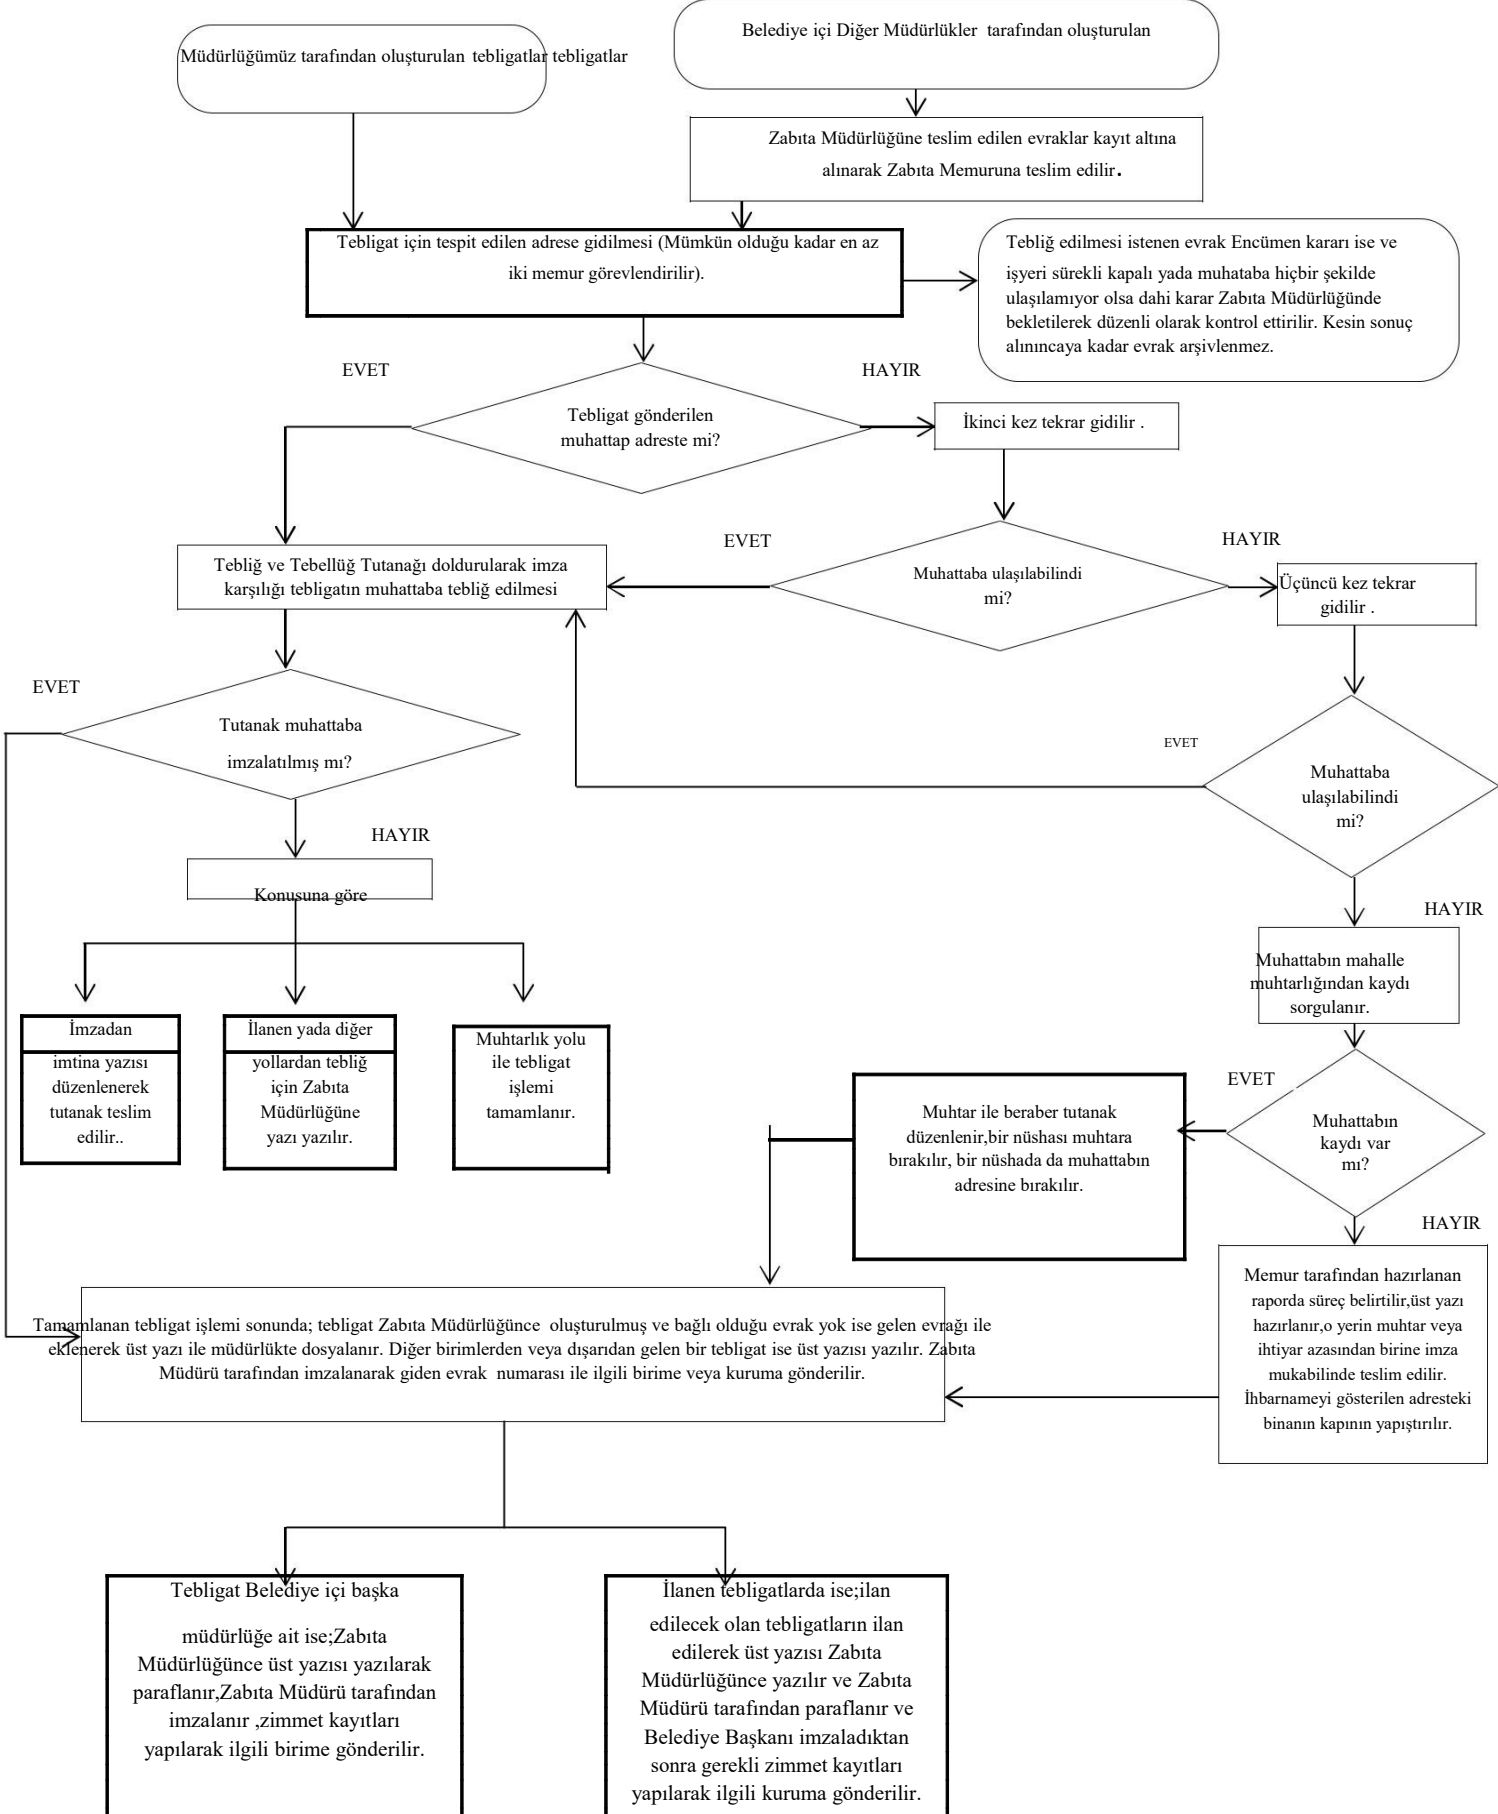 Müdürlüğümüz tarafından oluşturulan tebligatlar tebligatlar
Belediye içi Diğer Müdürlükler tarafından oluşturulan
Zabıta Müdürlüğüne teslim edilen evraklar kayıt altına
alınarak Zabıta Memuruna teslim edilir.
Tebligat için tespit edilen adrese gidilmesi (Mümkün olduğu kadar en az
iki memur görevlendirilir).
Tebliğ edilmesi istenen evrak Encümen kararı ise ve
işyeri sürekli kapalı yada muhataba hiçbir şekilde
ulaşılamıyor olsa dahi karar Zabıta Müdürlüğünde
bekletilerek düzenli olarak kontrol ettirilir. Kesin sonuç
alınıncaya kadar evrak arşivlenmez.
EVET
HAYIR
Tebligat gönderilen
muhattap adreste mi?
İkinci kez tekrar gidilir .
EVET
HAYIR
Tebliğ ve Tebellüğ Tutanağı doldurularak imza
karşılığı tebligatın muhattaba tebliğ edilmesi
Muhattaba ulaşılabilindi
mi?
Üçüncü kez tekrar
gidilir .
EVET
Tutanak muhattaba
imzalatılmış mı?
EVET
Muhattaba
ulaşılabilindi
mi?
HAYIR
Konusuna göre
HAYIR
Muhattabın mahalle
muhtarlığından kaydı
sorgulanır.
İmzadan
imtina yazısı
düzenlenerek
tutanak teslim
edilir..
İlanen yada diğer
yollardan tebliğ
için Zabıta
Müdürlüğüne
yazı yazılır.
Muhtarlık yolu
ile tebligat
işlemi
tamamlanır.
EVET
Muhattabın
kaydı var
mı?
Muhtar ile beraber tutanak
düzenlenir,bir nüshası muhtara
bırakılır, bir nüshada da muhattabın
adresine bırakılır.
HAYIR
Memur tarafından hazırlanan
raporda süreç belirtilir,üst yazı
hazırlanır,o yerin muhtar veya
ihtiyar azasından birine imza
mukabilinde teslim edilir.
İhbarnameyi gösterilen adresteki
binanın kapının yapıştırılır.
Tamamlanan tebligat işlemi sonunda; tebligat Zabıta Müdürlüğünce oluşturulmuş ve bağlı olduğu evrak yok ise gelen evrağı ile
eklenerek üst yazı ile müdürlükte dosyalanır. Diğer birimlerden veya dışarıdan gelen bir tebligat ise üst yazısı yazılır. Zabıta
Müdürü tarafından imzalanarak giden evrak numarası ile ilgili birime veya kuruma gönderilir.
Tebligat Belediye içi başka
müdürlüğe ait ise;Zabıta
Müdürlüğünce üst yazısı yazılarak
paraflanır,Zabıta Müdürü tarafından
imzalanır ,zimmet kayıtları
yapılarak ilgili birime gönderilir.
İlanen tebligatlarda ise;ilan
edilecek olan tebligatların ilan
edilerek üst yazısı Zabıta
Müdürlüğünce yazılır ve Zabıta
Müdürü tarafından paraflanır ve
Belediye Başkanı imzaladıktan
sonra gerekli zimmet kayıtları
yapılarak ilgili kuruma gönderilir.